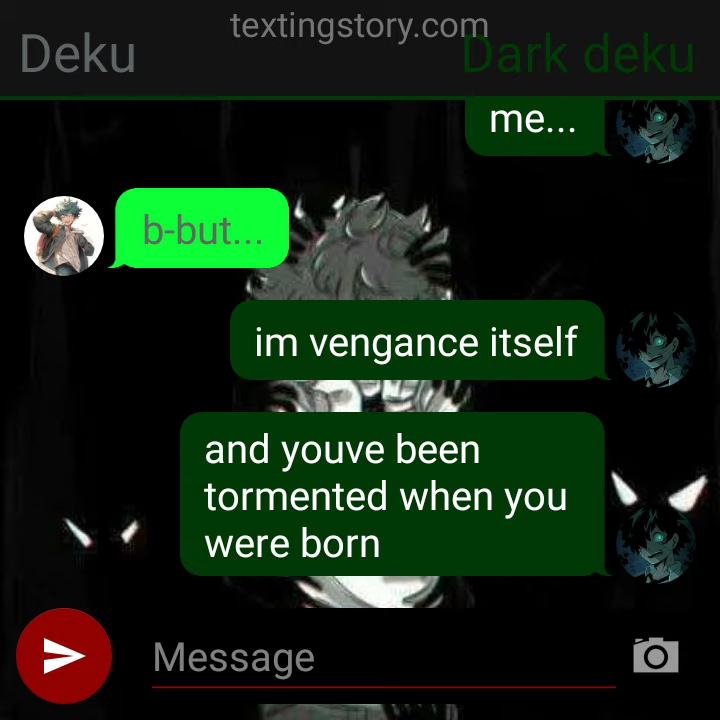 textingstory.com
Deku
Dark deku
me...
b-but...
im vengance itself
and youve been
tormented when you
were born
Message